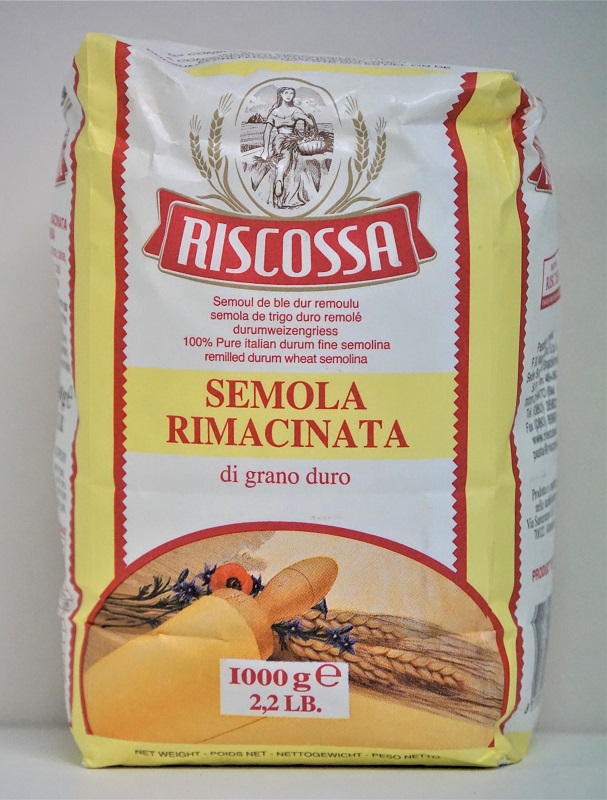 RISCOSSA
Semoul de ble dur remoulu
semola de trigo duro remolé
durumweizengriess
100% Pure italian durum fine semolina
remilled durum wheat semolina
SEMOLA
RIMACINATA
di grano duro
1000 g e
2,2 LB.
NET WEIGHT - POIDS NET - NETTOGEWICHT - PESO NETTO